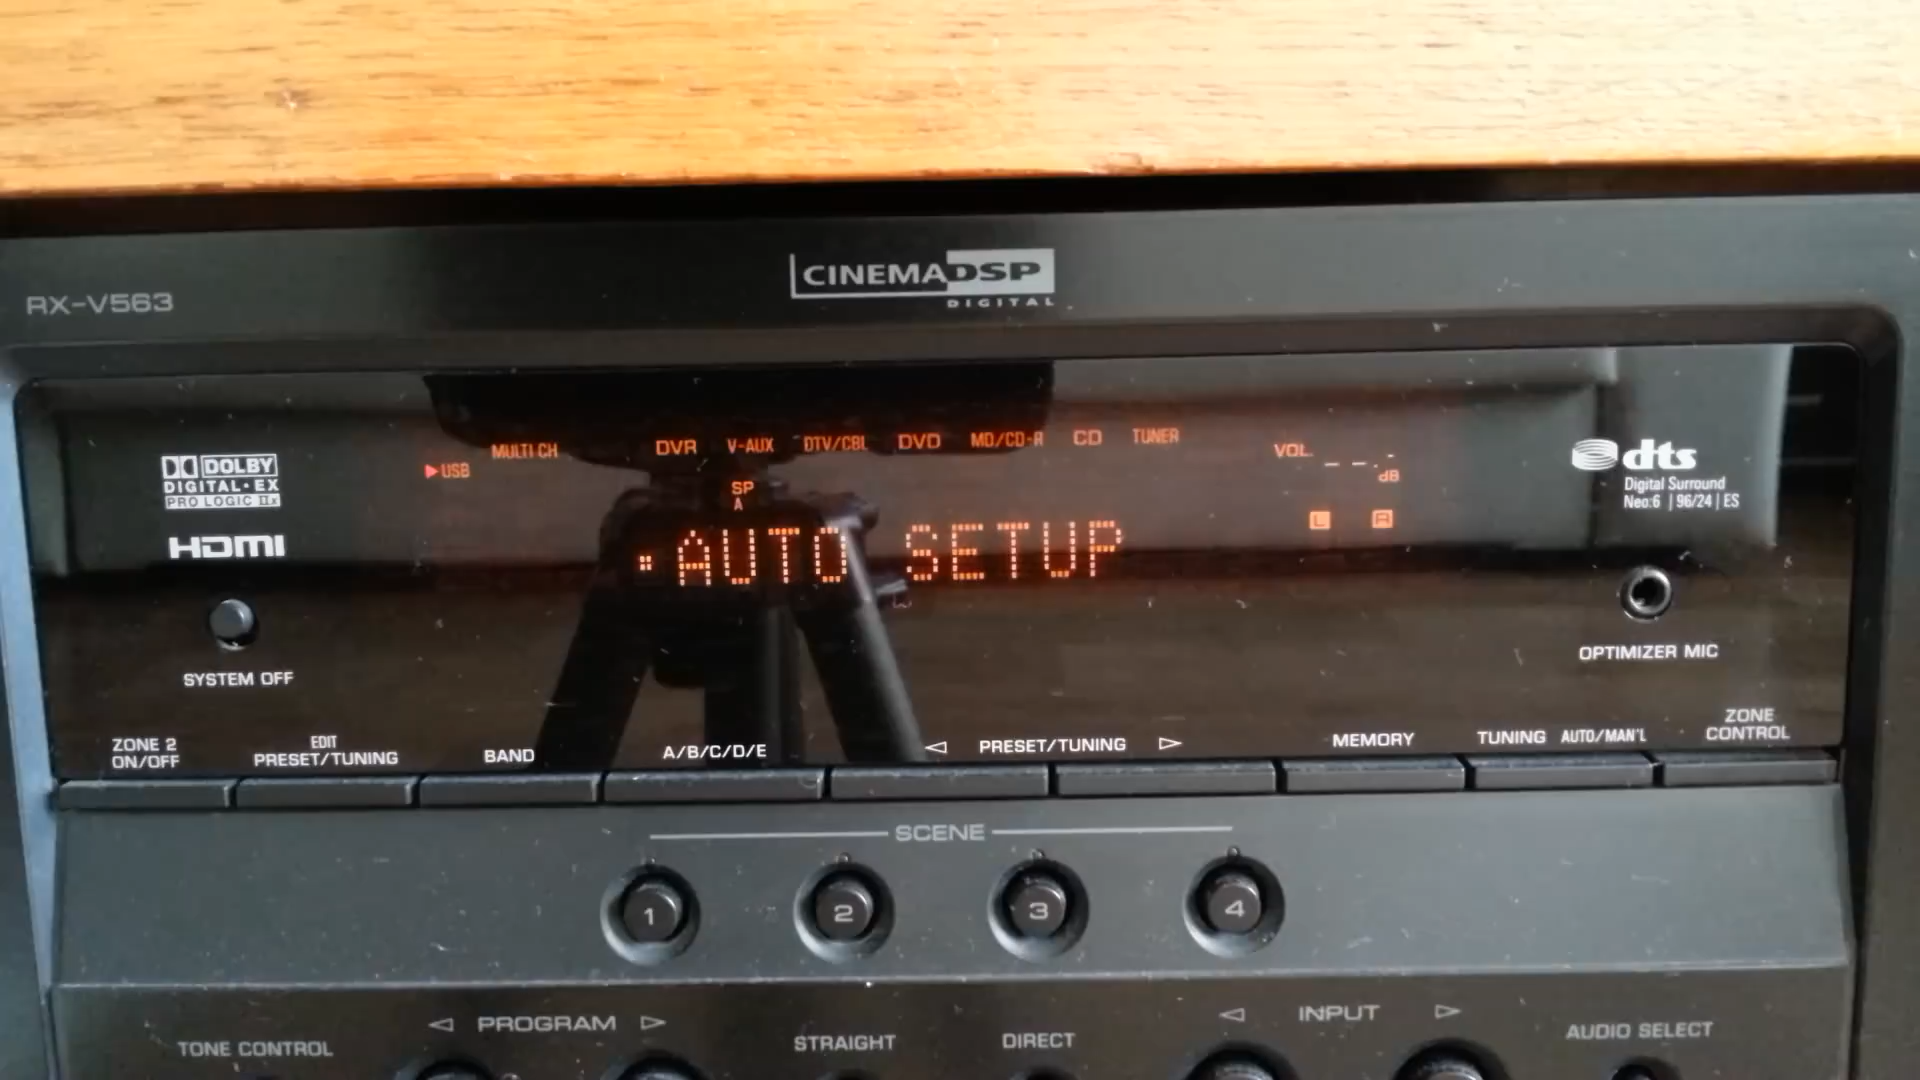 CINEMA DSP
DIGITAL
RX-V563
MULTI CH DVR V-AUX DTV/CBL DVD MD/CD-R CD TUNER
USB
VOL.
dB
SP
A
L R
AUTO SETUP
DOLBY
DIGITAL·EX
PRO LOGIC IIx
HDMI
dts
Digital Surround
Neo:6 | 96/24 | ES
SYSTEM OFF
OPTIMIZER MIC
ZONE 2
ON/OFF
EDIT
PRESET/TUNING
BAND
A/B/C/D/E
◁ PRESET/TUNING ▷
MEMORY
TUNING AUTO/MAN'L
ZONE
CONTROL
SCENE
1 2 3 4
TONE CONTROL
◁ PROGRAM ▷
STRAIGHT
DIRECT
◁ INPUT ▷
AUDIO SELECT